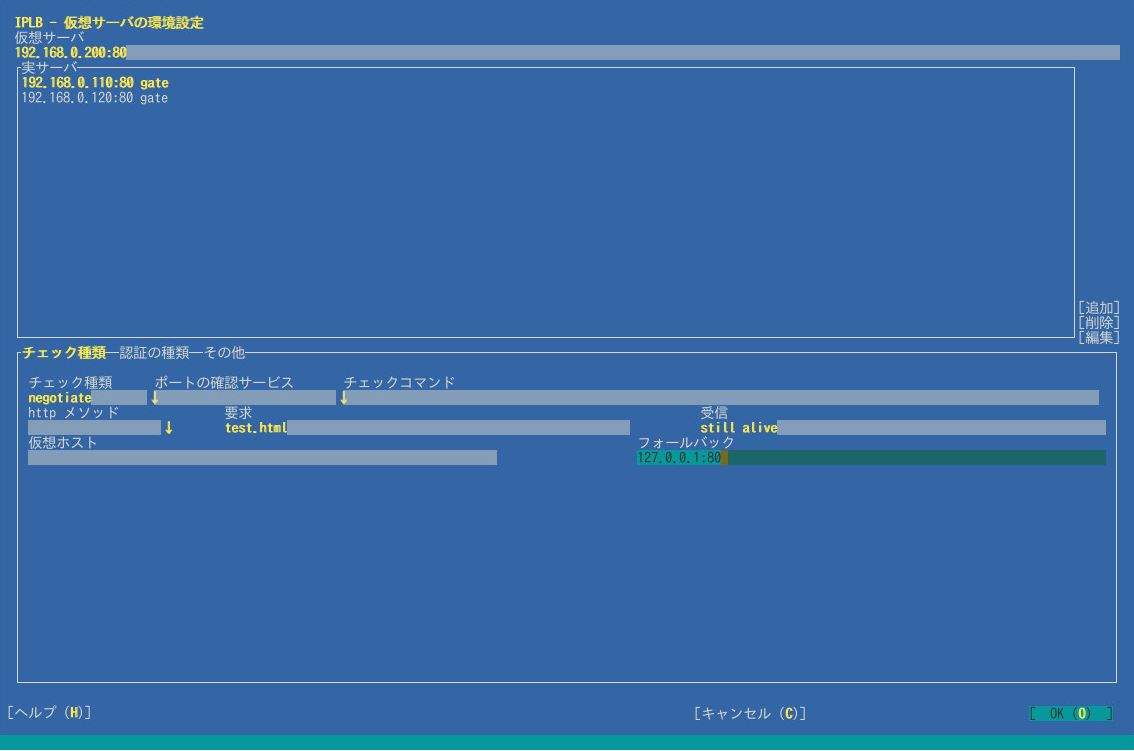 IPLB - 仮想サーバの環境設定
仮想サーバ
192.168.0.200:80
実サーバ
192.168.0.110:80 gate
192.168.0.120:80 gate
[追加]
[削除]
[編集]
チェック種類 認証の種類 その他
チェック種類 ポートの確認サービス チェックコマンド
negotiate ↓ ↓
http メソッド 要求 受信
↓ test.html still alive
仮想ホスト フォールバック
127.0.0.1:80
[ヘルプ (H)] [キャンセル (C)] [ OK (O) ]